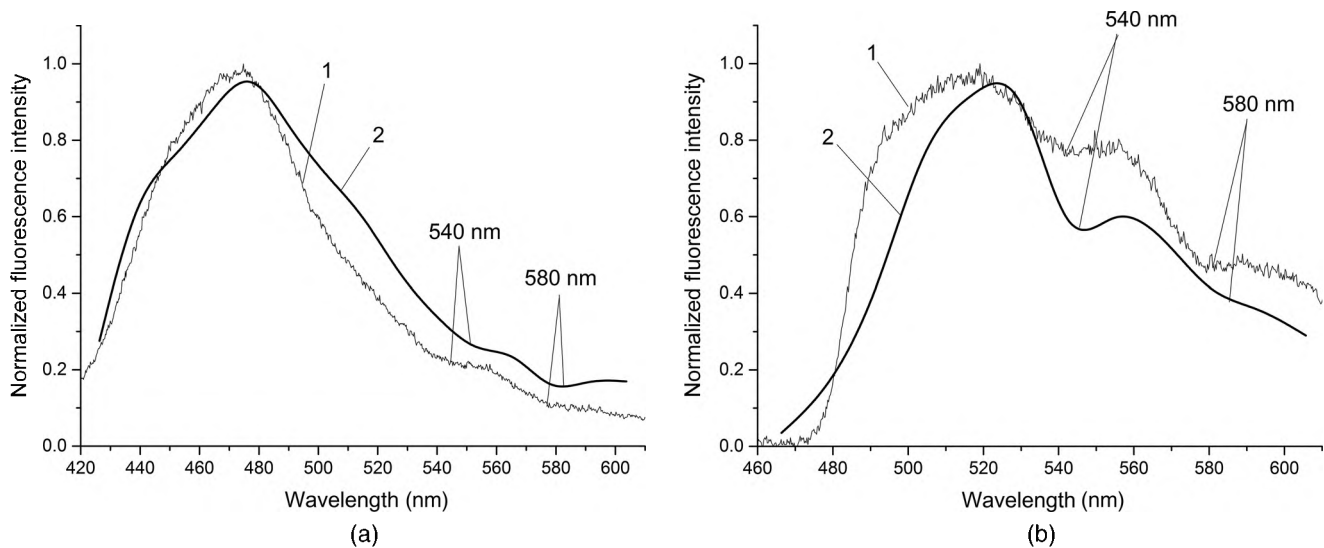 Normalized fluorescence intensity
1.0
0.8
0.6
0.4
0.2
0.0
420 440 460 480 500 520 540 560 580 600
Wavelength (nm)
1
2
540 nm
580 nm
(a)
Normalized fluorescence intensity
1.0
0.8
0.6
0.4
0.2
0.0
460 480 500 520 540 560 580 600
Wavelength (nm)
540 nm
1
580 nm
2
(b)